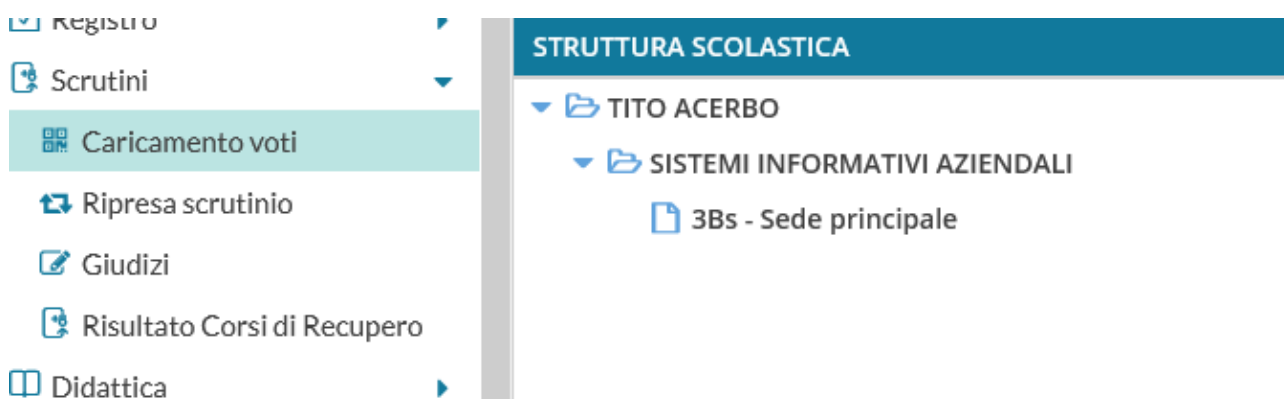 Registro
Scrutini
Caricamento voti
Ripresa scrutinio
Giudizi
Risultato Corsi di Recupero
Didattica
STRUTTURA SCOLASTICA
TITO ACERBO
SISTEMI INFORMATIVI AZIENDALI
3Bs - Sede principale